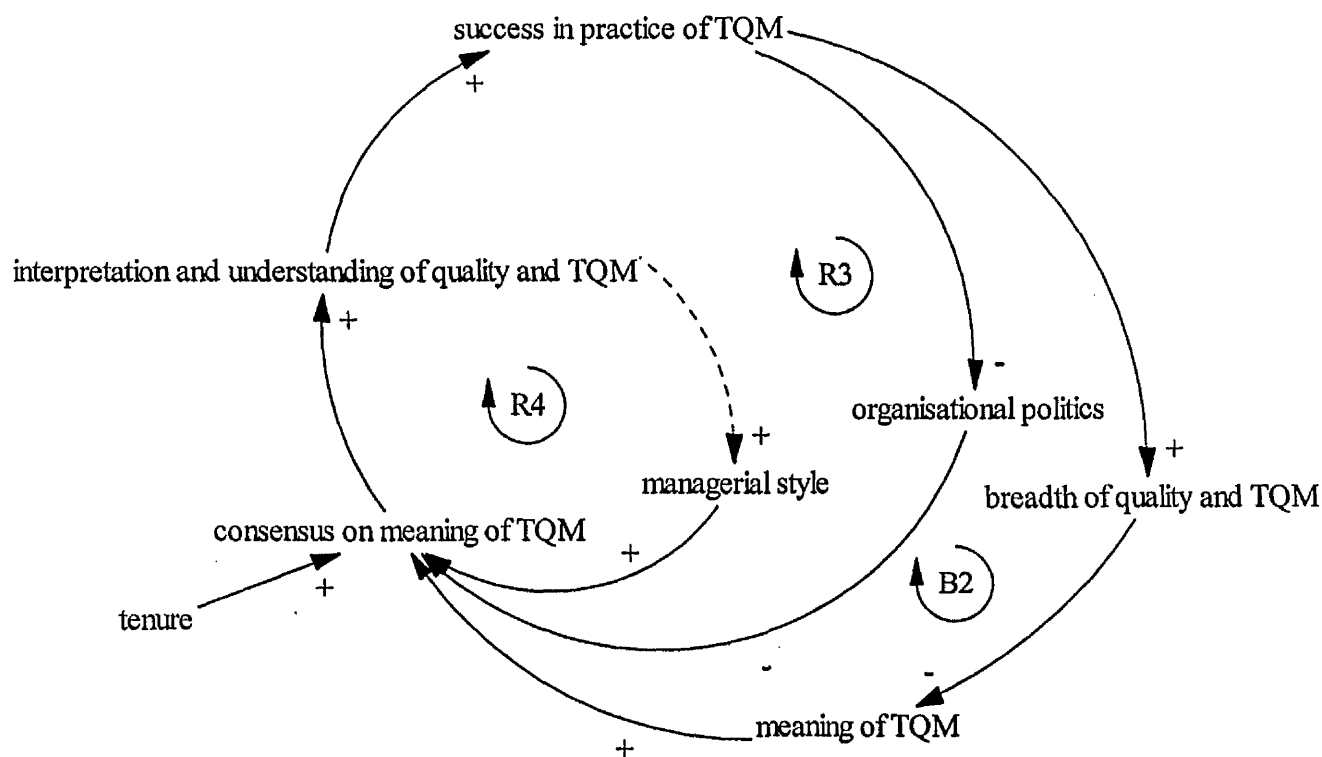 success in practice of TQM
+
interpretation and understanding of quality and TQM
R3
+
-
R4
organisational politics
+
+
managerial style
breadth of quality and TQM
consensus on meaning of TQM
+
B2
+
tenure
-
-
meaning of TQM
+